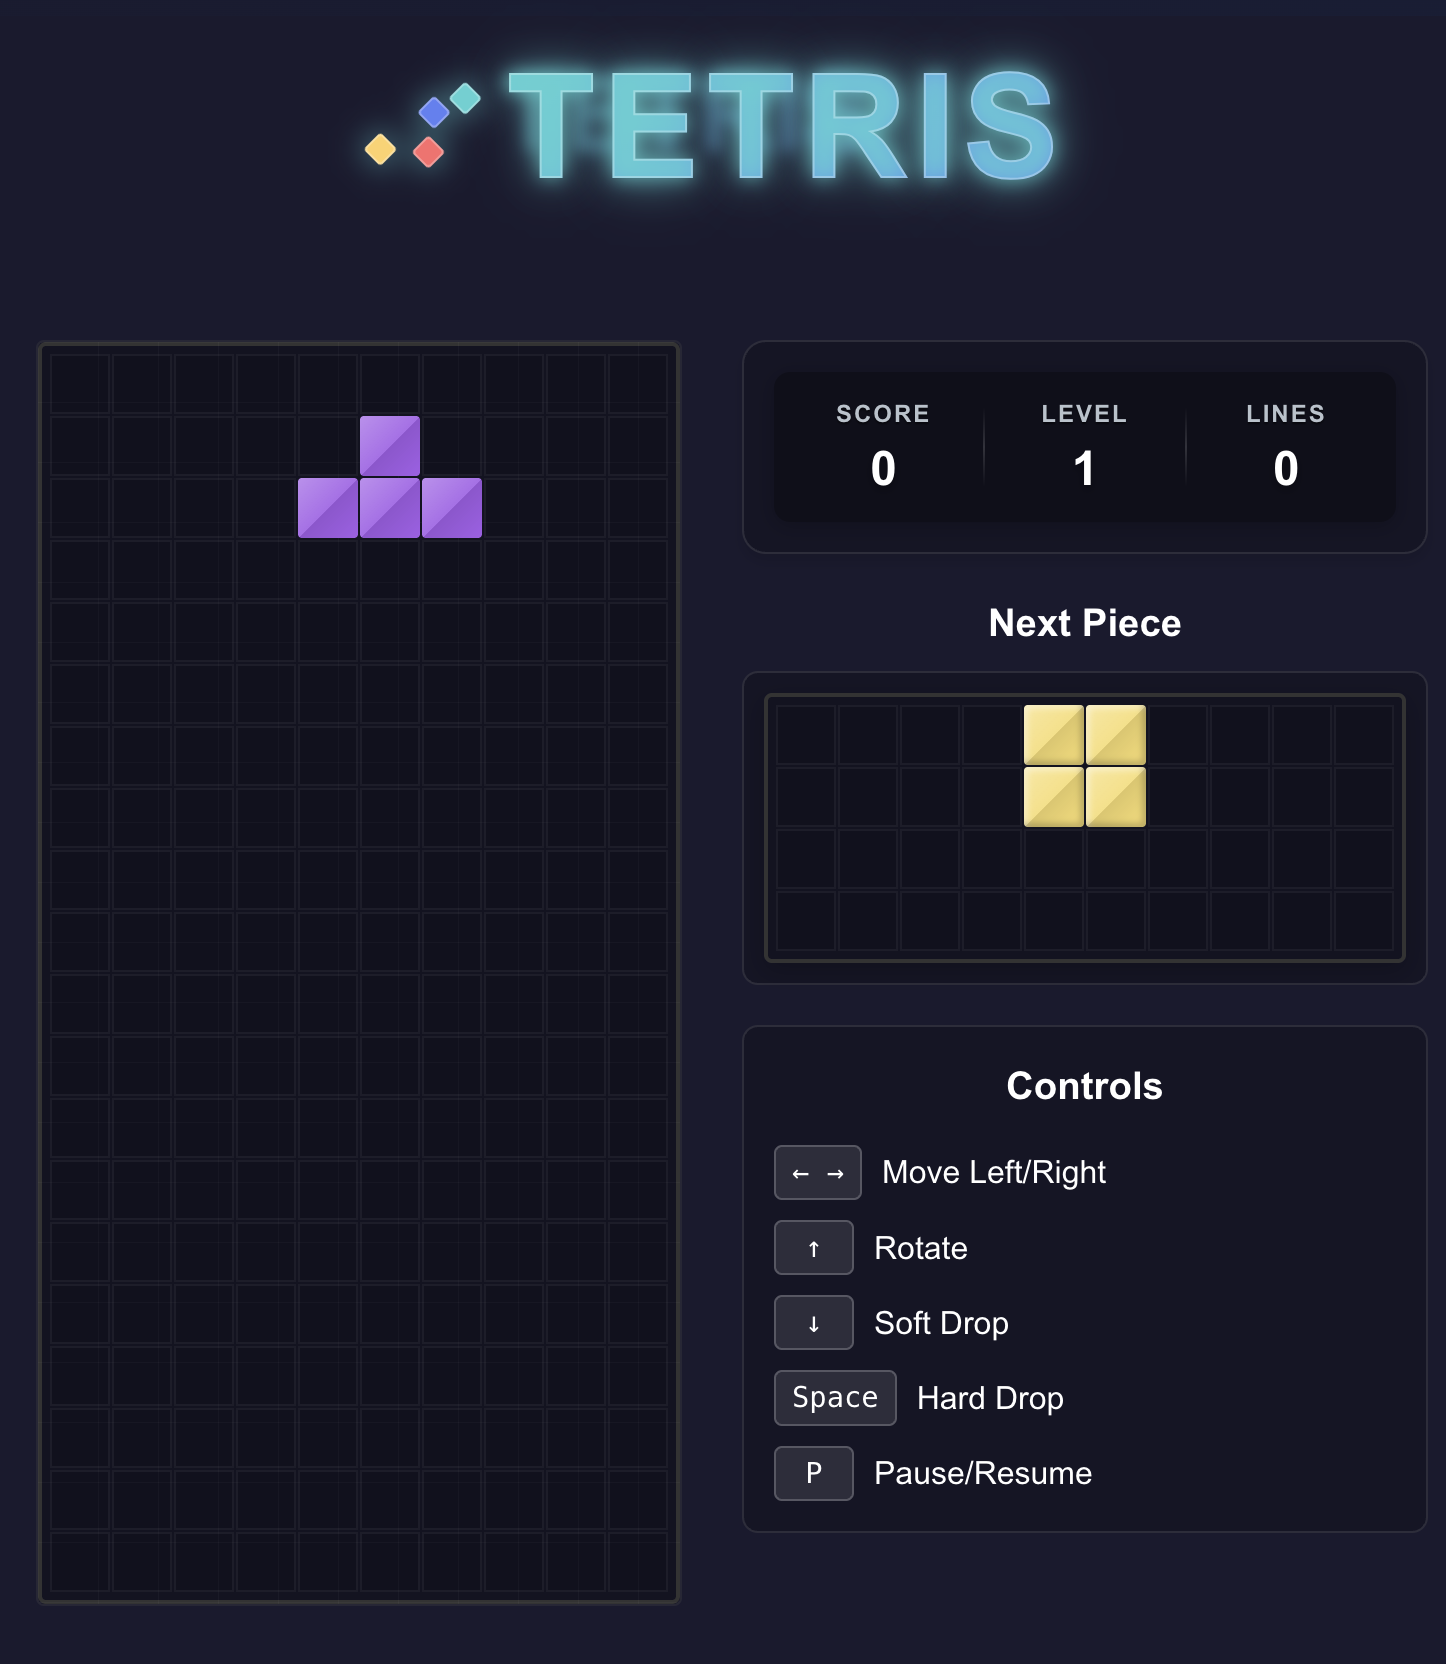 TETRIS
SCORE LEVEL LINES
0 1 0
Next Piece
Controls
← → Move Left/Right
↑ Rotate
↓ Soft Drop
Space Hard Drop
P Pause/Resume